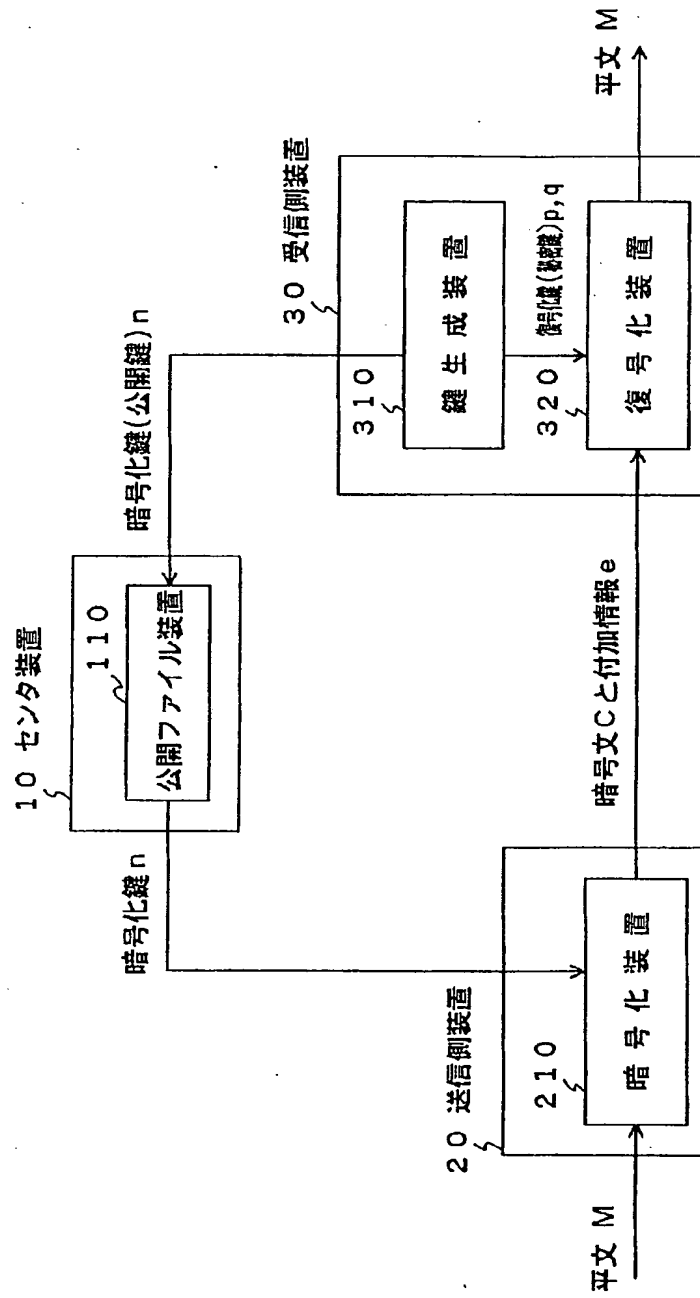 10 センタ装置
110
公開ファイル装置
暗号化鍵 n
暗号化鍵(公開鍵) n
30 受信側装置
310
鍵生成装置
復号化鍵(秘密鍵) p, q
320
復号化装置
平文 M
20 送信側装置
210
暗号化装置
平文 M
暗号文Cと付加情報e